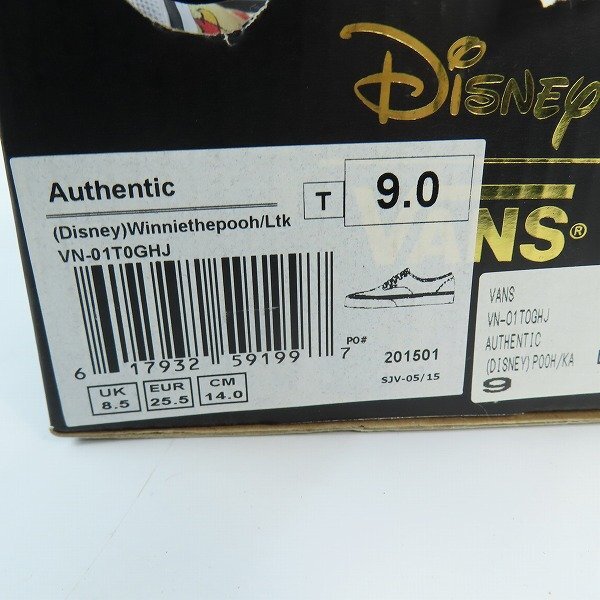 DISNEY
VANS®
Authentic
T
9.0
(Disney)Winniethepooh/Ltk
VN-01T0GHJ
6 17932 59199 7
PO#
201501
SJV-05/15
UK 8.5
EUR 25.5
CM 14.0
VANS
VN-01T0GHJ
AUTHENTIC
(DISNEY)POOH/KA
9